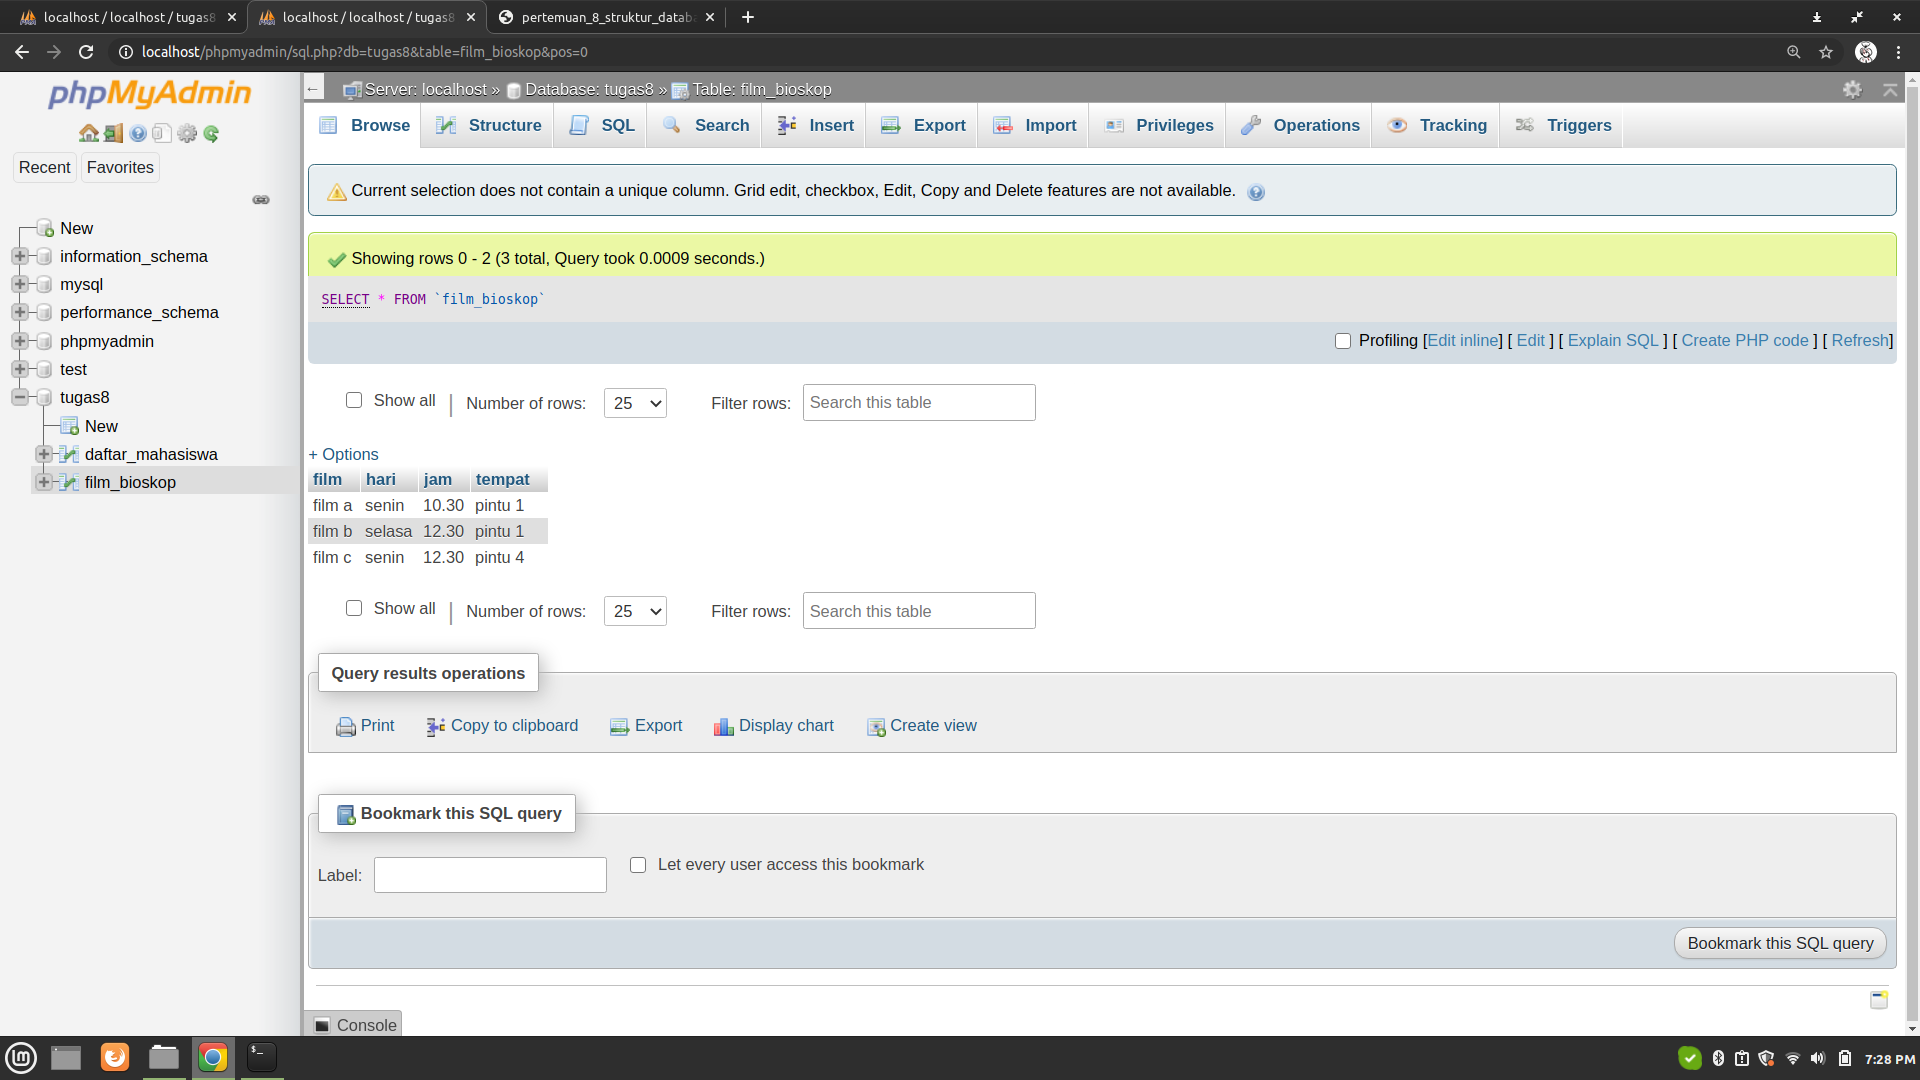 localhost / localhost / tugas8
localhost / localhost / tugas8
pertemuan_8_struktur_datab
localhost/phpmyadmin/sql.php?db=tugas8&table=film_bioskop&pos=0
phpMyAdmin
Recent Favorites
New
information_schema
mysql
performance_schema
phpmyadmin
test
tugas8
New
daftar_mahasiswa
film_bioskop
Server: localhost » Database: tugas8 » Table: film_bioskop
Browse Structure SQL Search Insert Export Import Privileges Operations Tracking Triggers
Current selection does not contain a unique column. Grid edit, checkbox, Edit, Copy and Delete features are not available.
Showing rows 0 - 2 (3 total, Query took 0.0009 seconds.)
SELECT * FROM `film_bioskop`
Profiling [Edit inline] [ Edit ] [ Explain SQL ] [ Create PHP code ] [ Refresh]
Show all | Number of rows: 25 Filter rows: Search this table
+ Options
film hari jam tempat
film a senin 10.30 pintu 1
film b selasa 12.30 pintu 1
film c senin 12.30 pintu 4
Show all | Number of rows: 25 Filter rows: Search this table
Query results operations
Print Copy to clipboard Export Display chart Create view
Bookmark this SQL query
Label: Let every user access this bookmark
Bookmark this SQL query
Console
7:28 PM